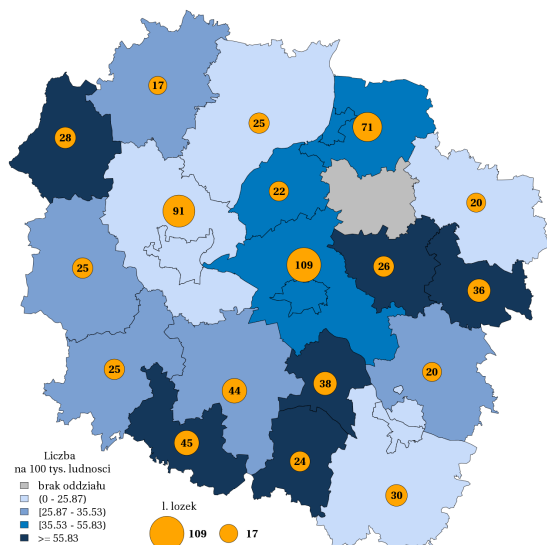 17
28
25
71
91
22
20
25
109
26
36
25
44
38
20
45
24
30
Liczba
na 100 tys. ludnosci
brak oddziału
(0 - 25.87)
[25.87 - 35.53)
[35.53 - 55.83)
>= 55.83
l. lozek
109 17